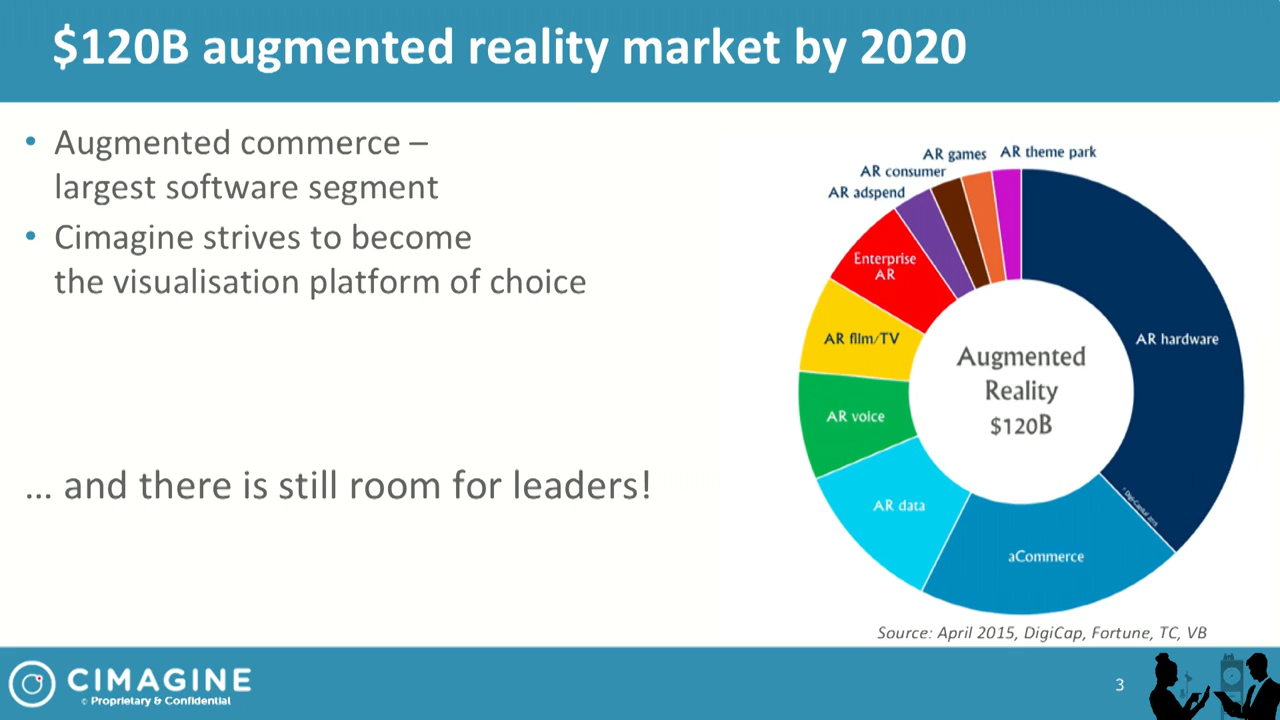 $120B augmented reality market by 2020
• Augmented commerce –
largest software segment
• Cimagine strives to become
the visualisation platform of choice
... and there is still room for leaders!
AR games
AR theme park
AR consumer
AR adspend
Enterprise
AR
AR film/TV
AR hardware
Augmented
Reality
$120B
AR voice
AR data
aCommerce
Digi-Capital 2015
Source: April 2015, DigiCap, Fortune, TC, VB
CIMAGINE
© Proprietary & Confidential
3